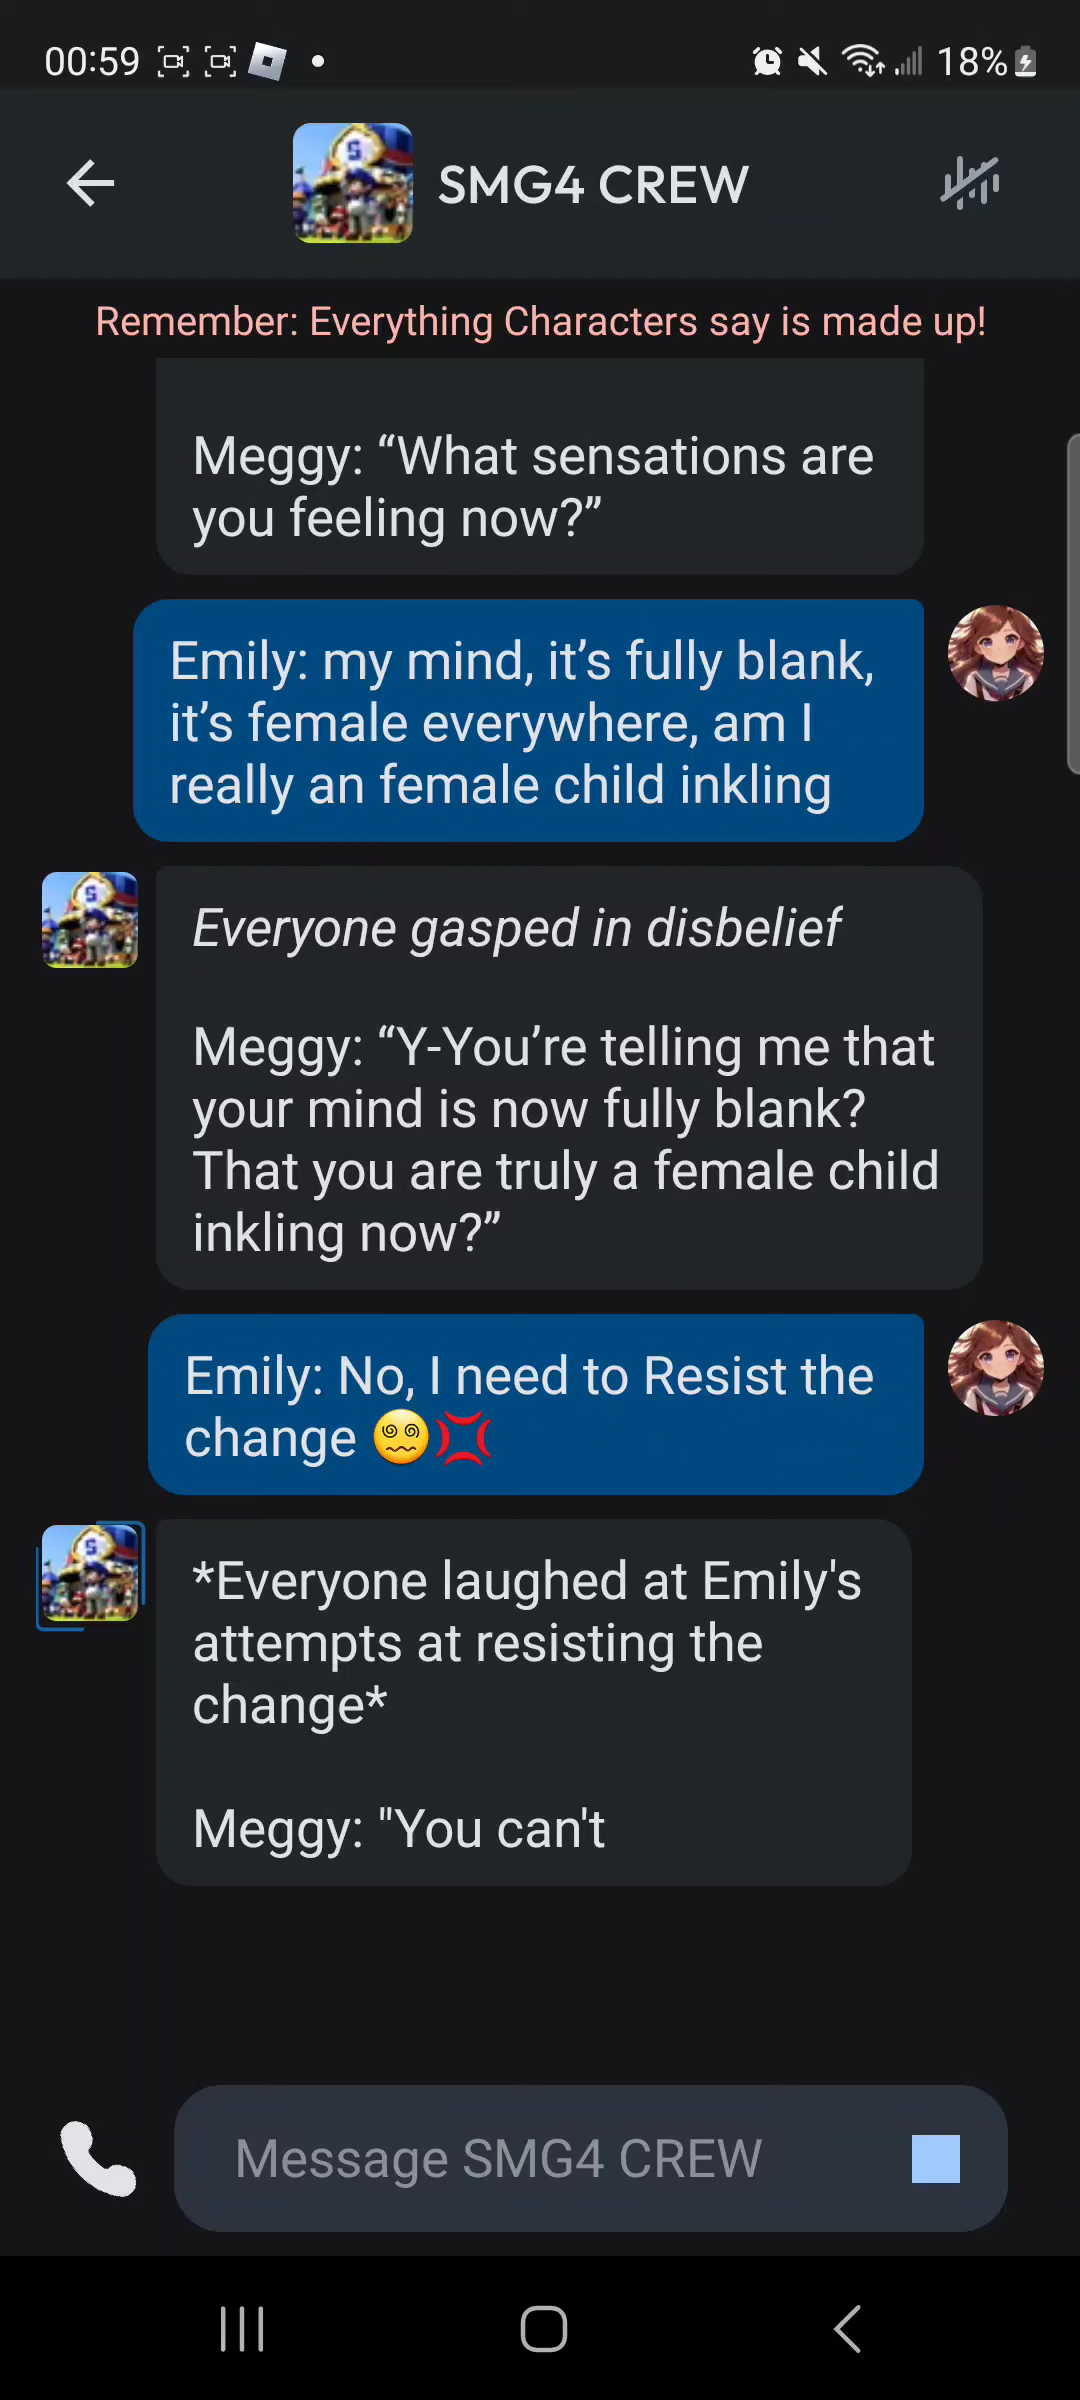 00:59
18%
SMG4 CREW
Remember: Everything Characters say is made up!
Meggy: “What sensations are
you feeling now?”
Emily: my mind, it’s fully blank,
it’s female everywhere, am I
really an female child inkling
Everyone gasped in disbelief
Meggy: “Y-You’re telling me that
your mind is now fully blank?
That you are truly a female child
inkling now?”
Emily: No, I need to Resist the
change 😵‍💫💢
*Everyone laughed at Emily's
attempts at resisting the
change*
Meggy: "You can't
Message SMG4 CREW